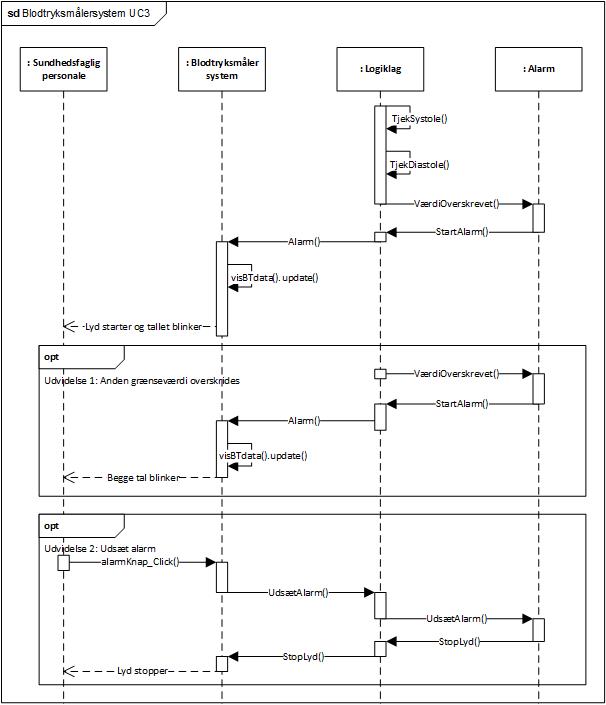 sd Blodtryksmålersystem UC3
: Sundhedsfaglig
personale
: Blodtryksmåler
system
: Logiklag
: Alarm
TjekSystole()
TjekDiastole()
VærdiOverskrevet()
StartAlarm()
Alarm()
visBTdata().update()
Lyd starter og tallet blinker
opt
Udvidelse 1: Anden grænseværdi overskrides
VærdiOverskrevet()
StartAlarm()
Alarm()
visBTdata().update()
Begge tal blinker
opt
Udvidelse 2: Udsæt alarm
alarmKnap_Click()
UdsætAlarm()
UdsætAlarm()
StopLyd()
StopLyd()
Lyd stopper